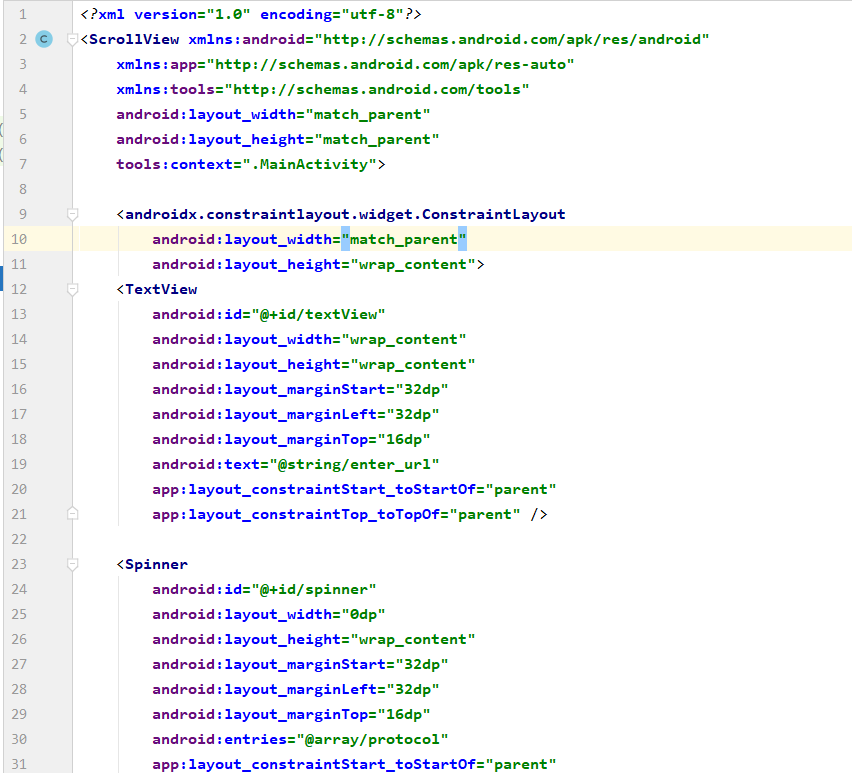 1 <?xml version="1.0" encoding="utf-8"?>
2 C <ScrollView xmlns:android="http://schemas.android.com/apk/res/android"
3 xmlns:app="http://schemas.android.com/apk/res-auto"
4 xmlns:tools="http://schemas.android.com/tools"
5 android:layout_width="match_parent"
6 android:layout_height="match_parent"
7 tools:context=".MainActivity">
8
9 <androidx.constraintlayout.widget.ConstraintLayout
10 android:layout_width="match_parent"
11 android:layout_height="wrap_content">
12 <TextView
13 android:id="@+id/textView"
14 android:layout_width="wrap_content"
15 android:layout_height="wrap_content"
16 android:layout_marginStart="32dp"
17 android:layout_marginLeft="32dp"
18 android:layout_marginTop="16dp"
19 android:text="@string/enter_url"
20 app:layout_constraintStart_toStartOf="parent"
21 app:layout_constraintTop_toTopOf="parent" />
22
23 <Spinner
24 android:id="@+id/spinner"
25 android:layout_width="0dp"
26 android:layout_height="wrap_content"
27 android:layout_marginStart="32dp"
28 android:layout_marginLeft="32dp"
29 android:layout_marginTop="16dp"
30 android:entries="@array/protocol"
31 app:layout_constraintStart_toStartOf="parent"